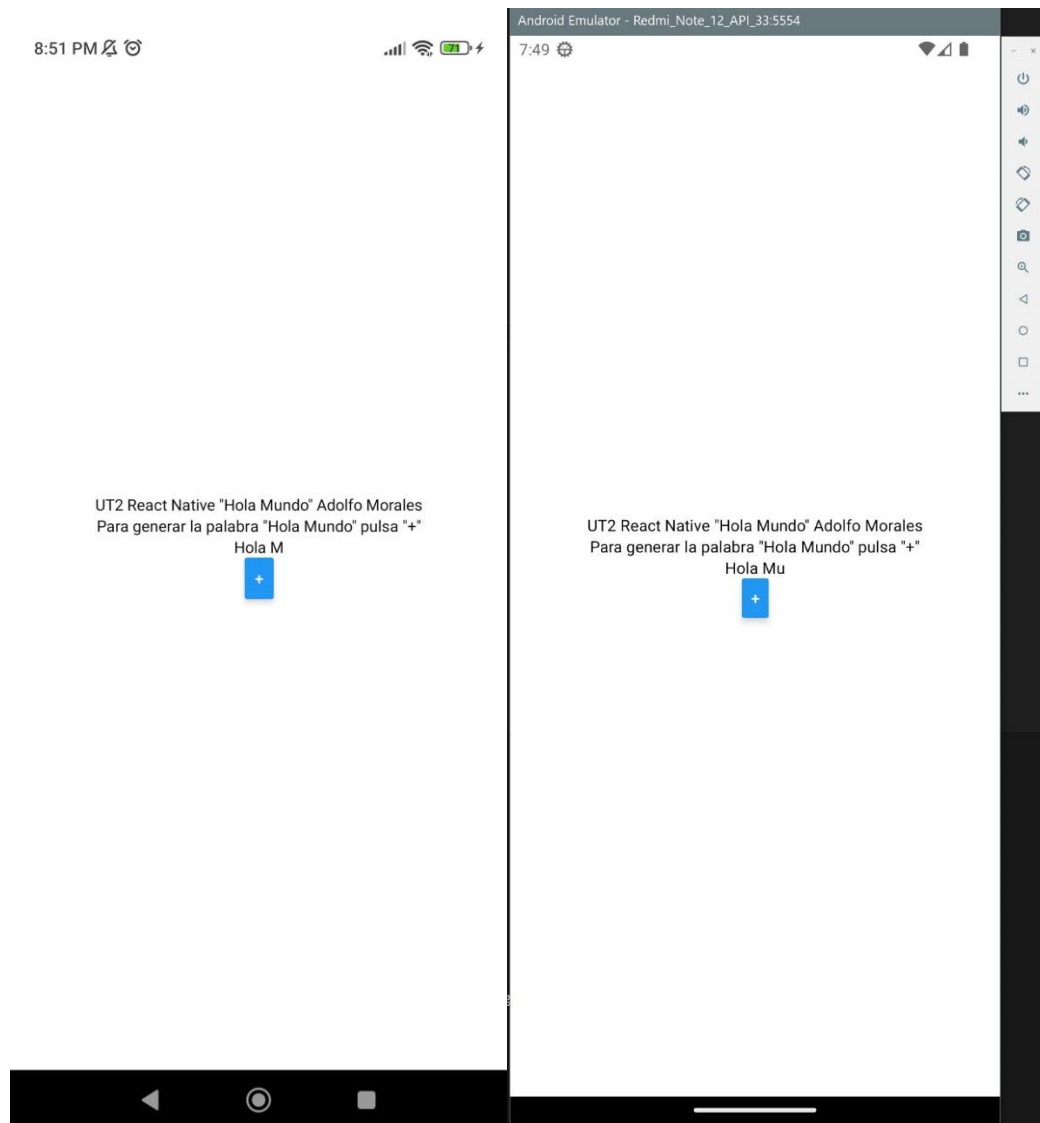 8:51 PM
71
UT2 React Native "Hola Mundo" Adolfo Morales
Para generar la palabra "Hola Mundo" pulsa "+"
Hola M
+
Android Emulator - Redmi_Note_12_API_33:5554
7:49
UT2 React Native "Hola Mundo" Adolfo Morales
Para generar la palabra "Hola Mundo" pulsa "+"
Hola Mu
+